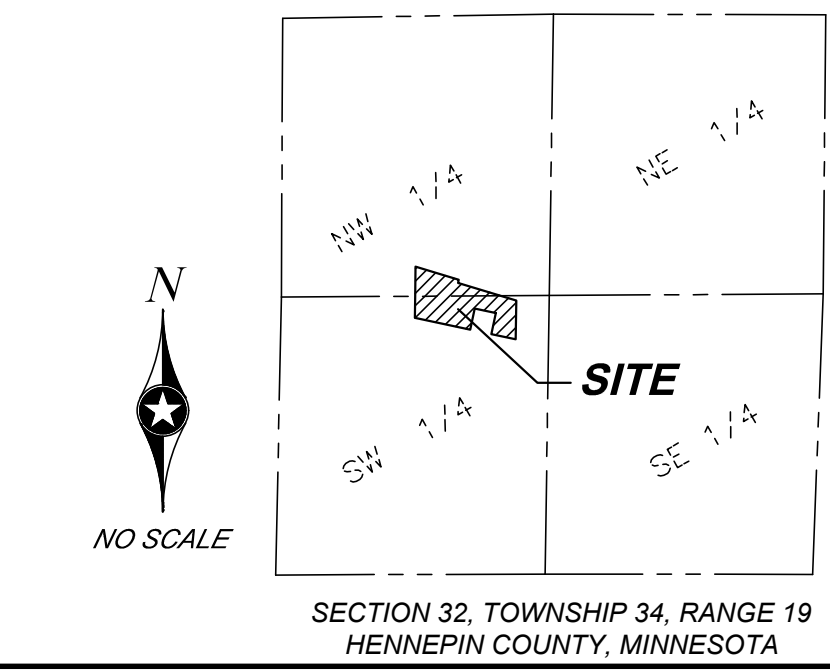 NW 1/4
NE 1/4
N
SITE
SW 1/4
SE 1/4
NO SCALE
SECTION 32, TOWNSHIP 34, RANGE 19
HENNEPIN COUNTY, MINNESOTA